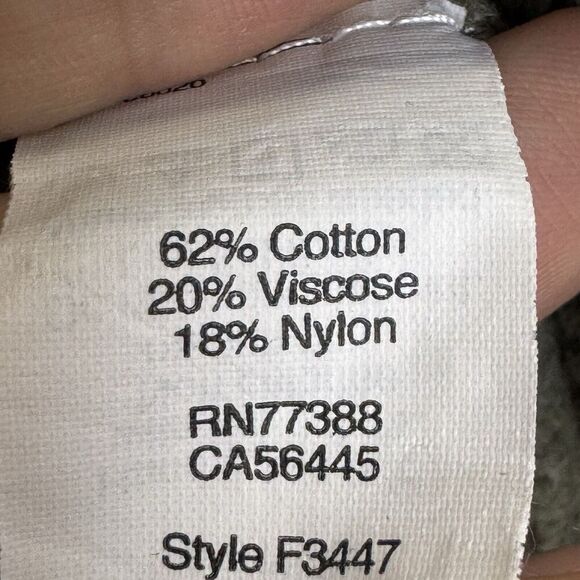 62% Cotton
20% Viscose
18% Nylon
RN77388
CA56445
Style F3447